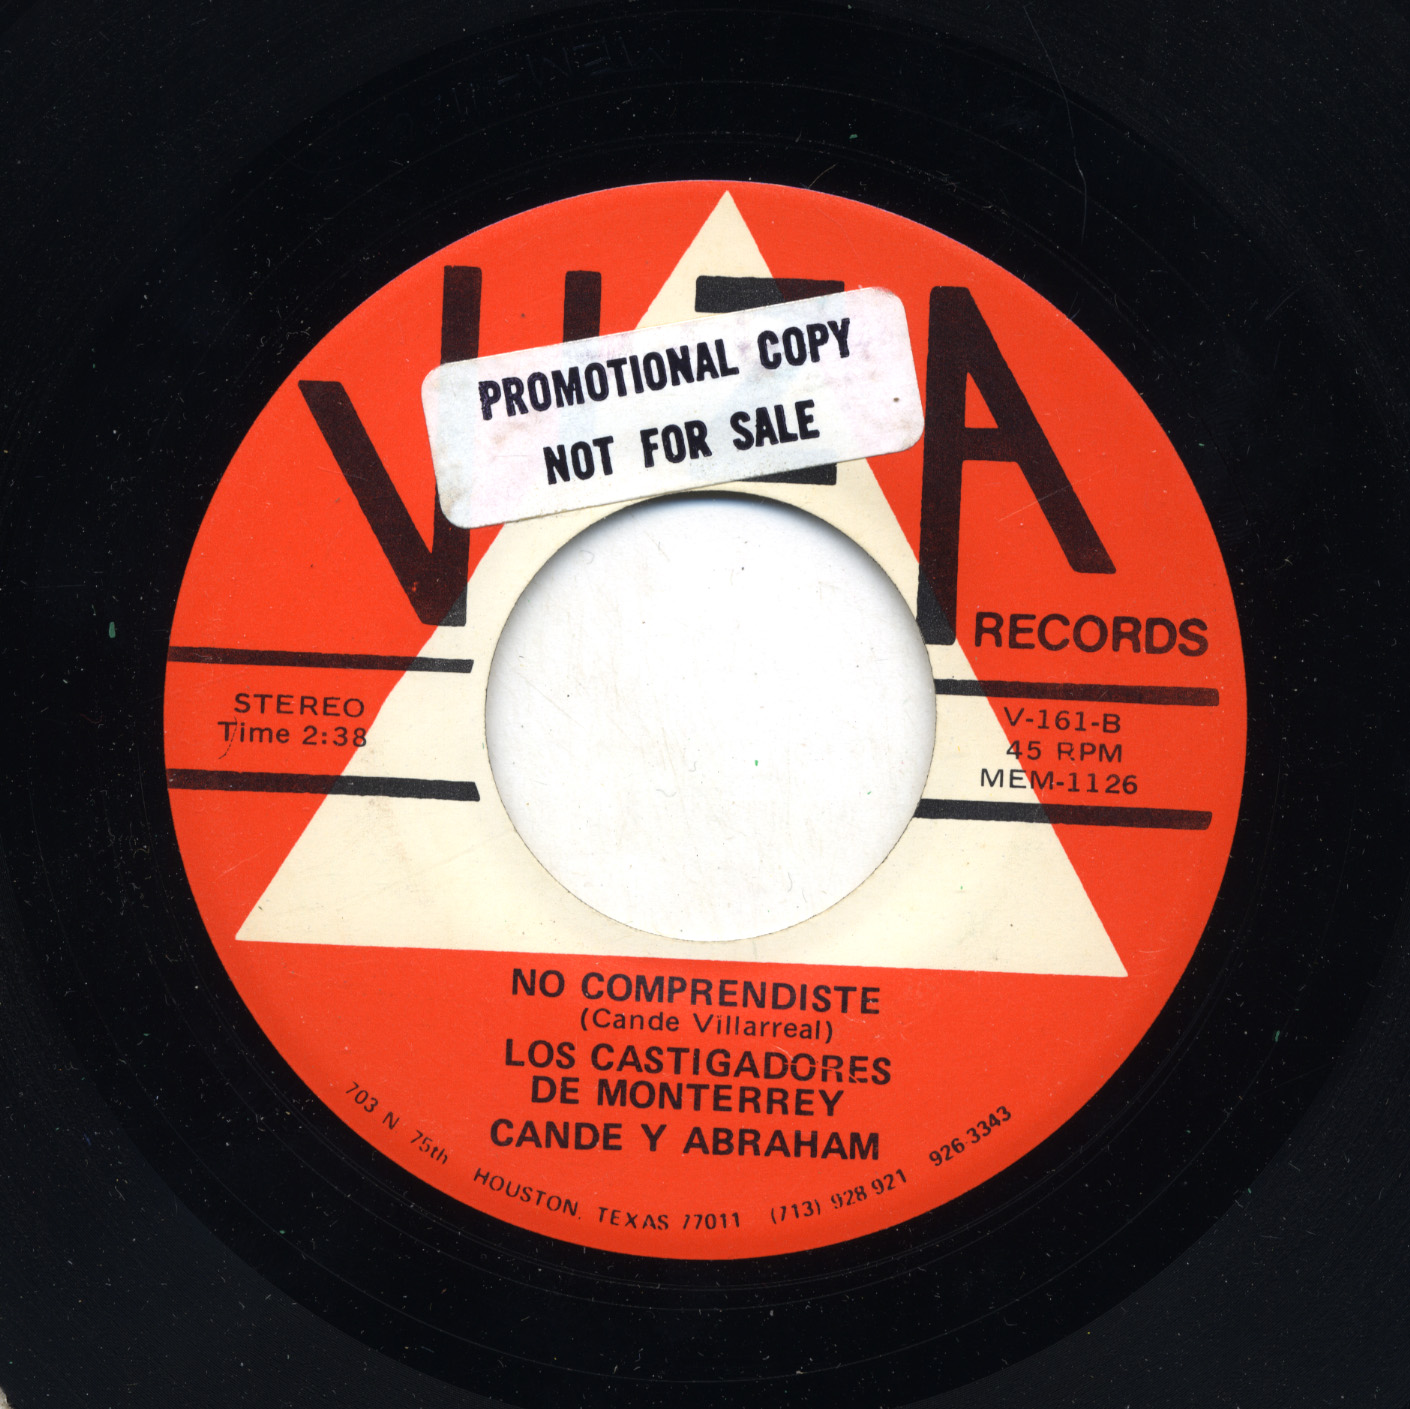 PROMOTIONAL COPY
NOT FOR SALE
RECORDS
STEREO
Time 2:38
V-161-B
45 RPM
MEM-1126
NO COMPRENDISTE
(Cande Villarreal)
LOS CASTIGADORES
DE MONTERREY
CANDE Y ABRAHAM
703 N 75th HOUSTON, TEXAS 77011 (713) 928 921 926-3343